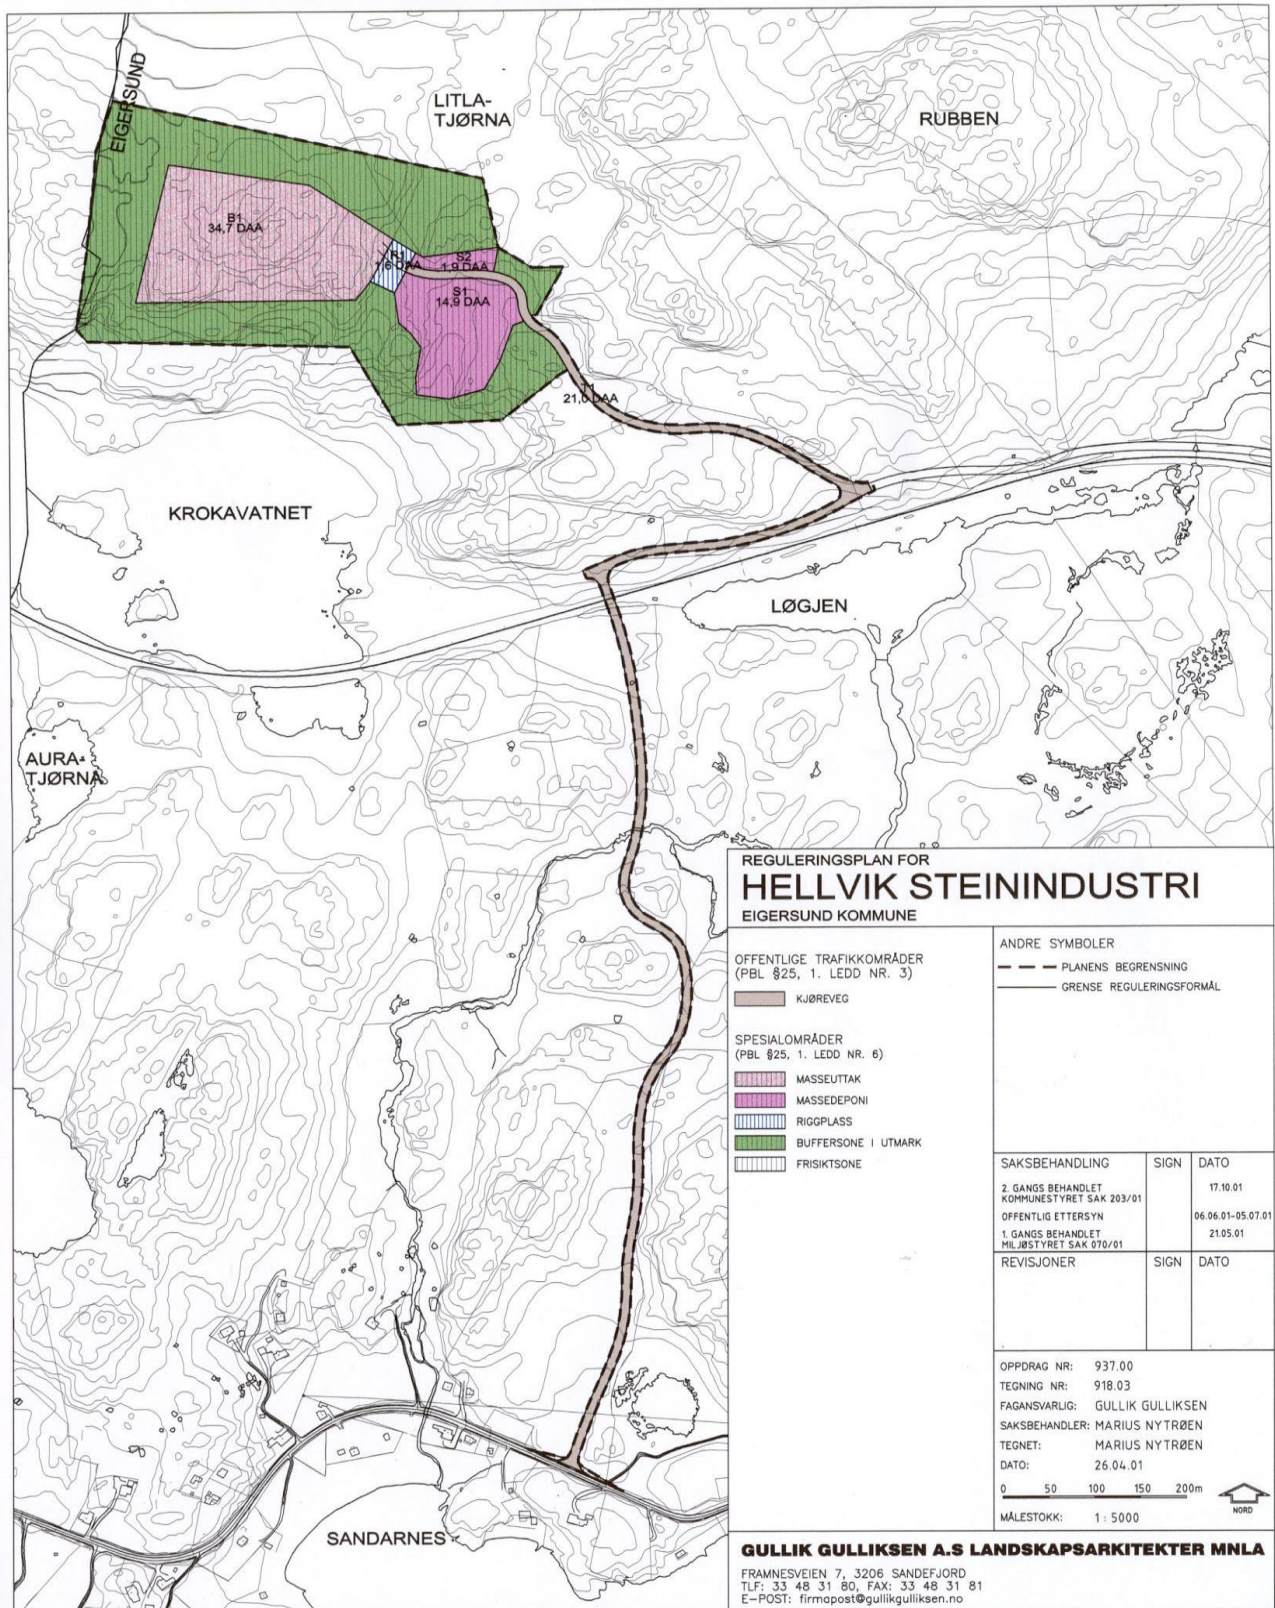 EIGERSUND
LITLA-
TJØRNA
RUBBEN
B1
34,7 DAA
R1
1,6 DAA
S2
1,9 DAA
S1
14,9 DAA
T1
21,0 DAA
KROKAVATNET
LØGJEN
AURA-
TJØRNA
SANDARNES
REGULERINGSPLAN FOR
HELLVIK STEININDUSTRI
EIGERSUND KOMMUNE
OFFENTLIGE TRAFIKKOMRÅDER
(PBL §25, 1. LEDD NR. 3)
KJØREVEG
SPESIALOMRÅDER
(PBL §25, 1. LEDD NR. 6)
MASSEUTTAK
MASSEDEPONI
RIGGPLASS
BUFFERSONE I UTMARK
FRISIKTSONE
ANDRE SYMBOLER
PLANENS BEGRENSNING
GRENSE REGULERINGSFORMÅL
SAKSBEHANDLING SIGN DATO
2. GANGS BEHANDLET 17.10.01
KOMMUNESTYRET SAK 203/01
OFFENTLIG ETTERSYN 06.06.01-05.07.01
1. GANGS BEHANDLET 21.05.01
MILJØSTYRET SAK 070/01
REVISJONER SIGN DATO
OPPDRAG NR: 937.00
TEGNING NR: 918.03
FAGANSVARLIG: GULLIK GULLIKSEN
SAKSBEHANDLER: MARIUS NYTRØEN
TEGNET: MARIUS NYTRØEN
DATO: 26.04.01
0 50 100 150 200m
NORD
MÅLESTOKK: 1:5000
GULLIK GULLIKSEN A.S LANDSKAPSARKITEKTER MNLA
FRAMNESVEIEN 7, 3206 SANDEFJORD
TLF: 33 48 31 80, FAX: 33 48 31 81
E-POST: firmapost@gullikgulliksen.no